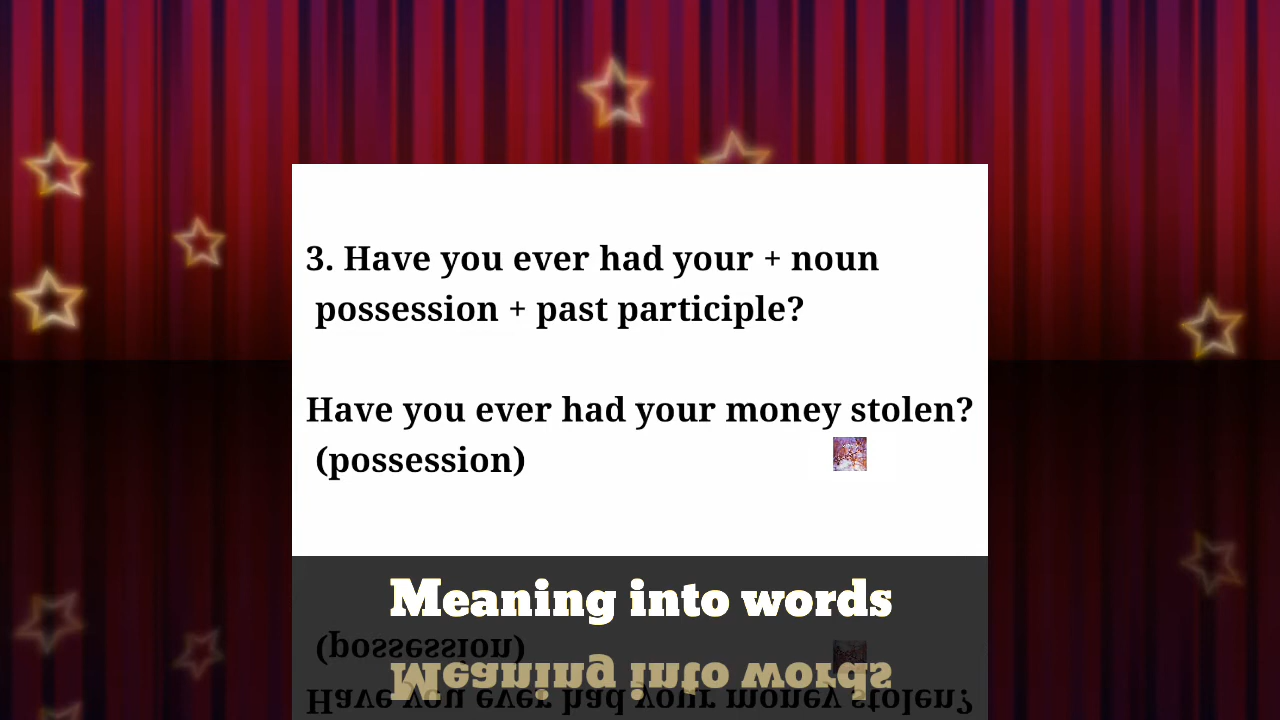 3. Have you ever had your + noun
possession + past participle?
Have you ever had your money stolen?
(possession)
Meaning into words